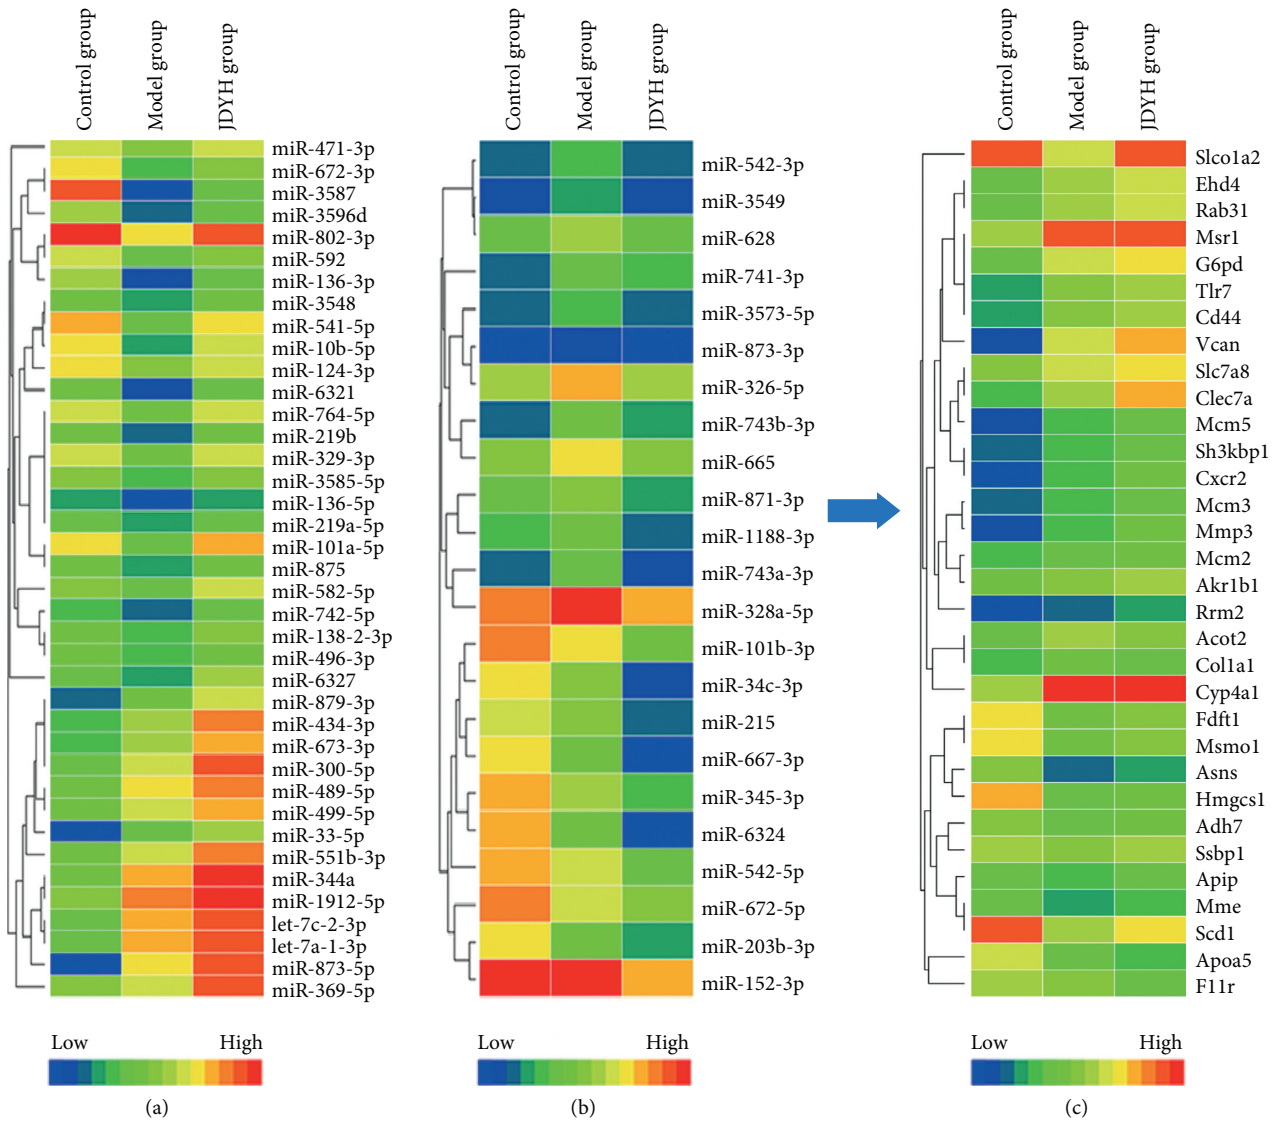 Control group
Model group
JDYH group
miR-471-3p
miR-672-3p
miR-3587
miR-3596d
miR-802-3p
miR-592
miR-136-3p
miR-3548
miR-541-5p
miR-10b-5p
miR-124-3p
miR-6321
miR-764-5p
miR-219b
miR-329-3p
miR-3585-5p
miR-136-5p
miR-219a-5p
miR-101a-5p
miR-875
miR-582-5p
miR-742-5p
miR-138-2-3p
miR-496-3p
miR-6327
miR-879-3p
miR-434-3p
miR-673-3p
miR-300-5p
miR-489-5p
miR-499-5p
miR-33-5p
miR-551b-3p
miR-344a
miR-1912-5p
let-7c-2-3p
let-7a-1-3p
miR-873-5p
miR-369-5p
Low High
(a)
Control group
Model group
JDYH group
miR-542-3p
miR-3549
miR-628
miR-741-3p
miR-3573-5p
miR-873-3p
miR-326-5p
miR-743b-3p
miR-665
miR-871-3p
miR-1188-3p
miR-743a-3p
miR-328a-5p
miR-101b-3p
miR-34c-3p
miR-215
miR-667-3p
miR-345-3p
miR-6324
miR-542-5p
miR-672-5p
miR-203b-3p
miR-152-3p
Low High
(b)
Control group
Model group
JDYH group
Slco1a2
Ehd4
Rab31
Msr1
G6pd
Tlr7
Cd44
Vcan
Slc7a8
Clec7a
Mcm5
Sh3kbp1
Cxcr2
Mcm3
Mmp3
Mcm2
Akr1b1
Rrm2
Acot2
Col1a1
Cyp4a1
Fdft1
Msmo1
Asns
Hmgcs1
Adh7
Ssbp1
Apip
Mme
Scd1
Apoa5
F11r
Low High
(c)